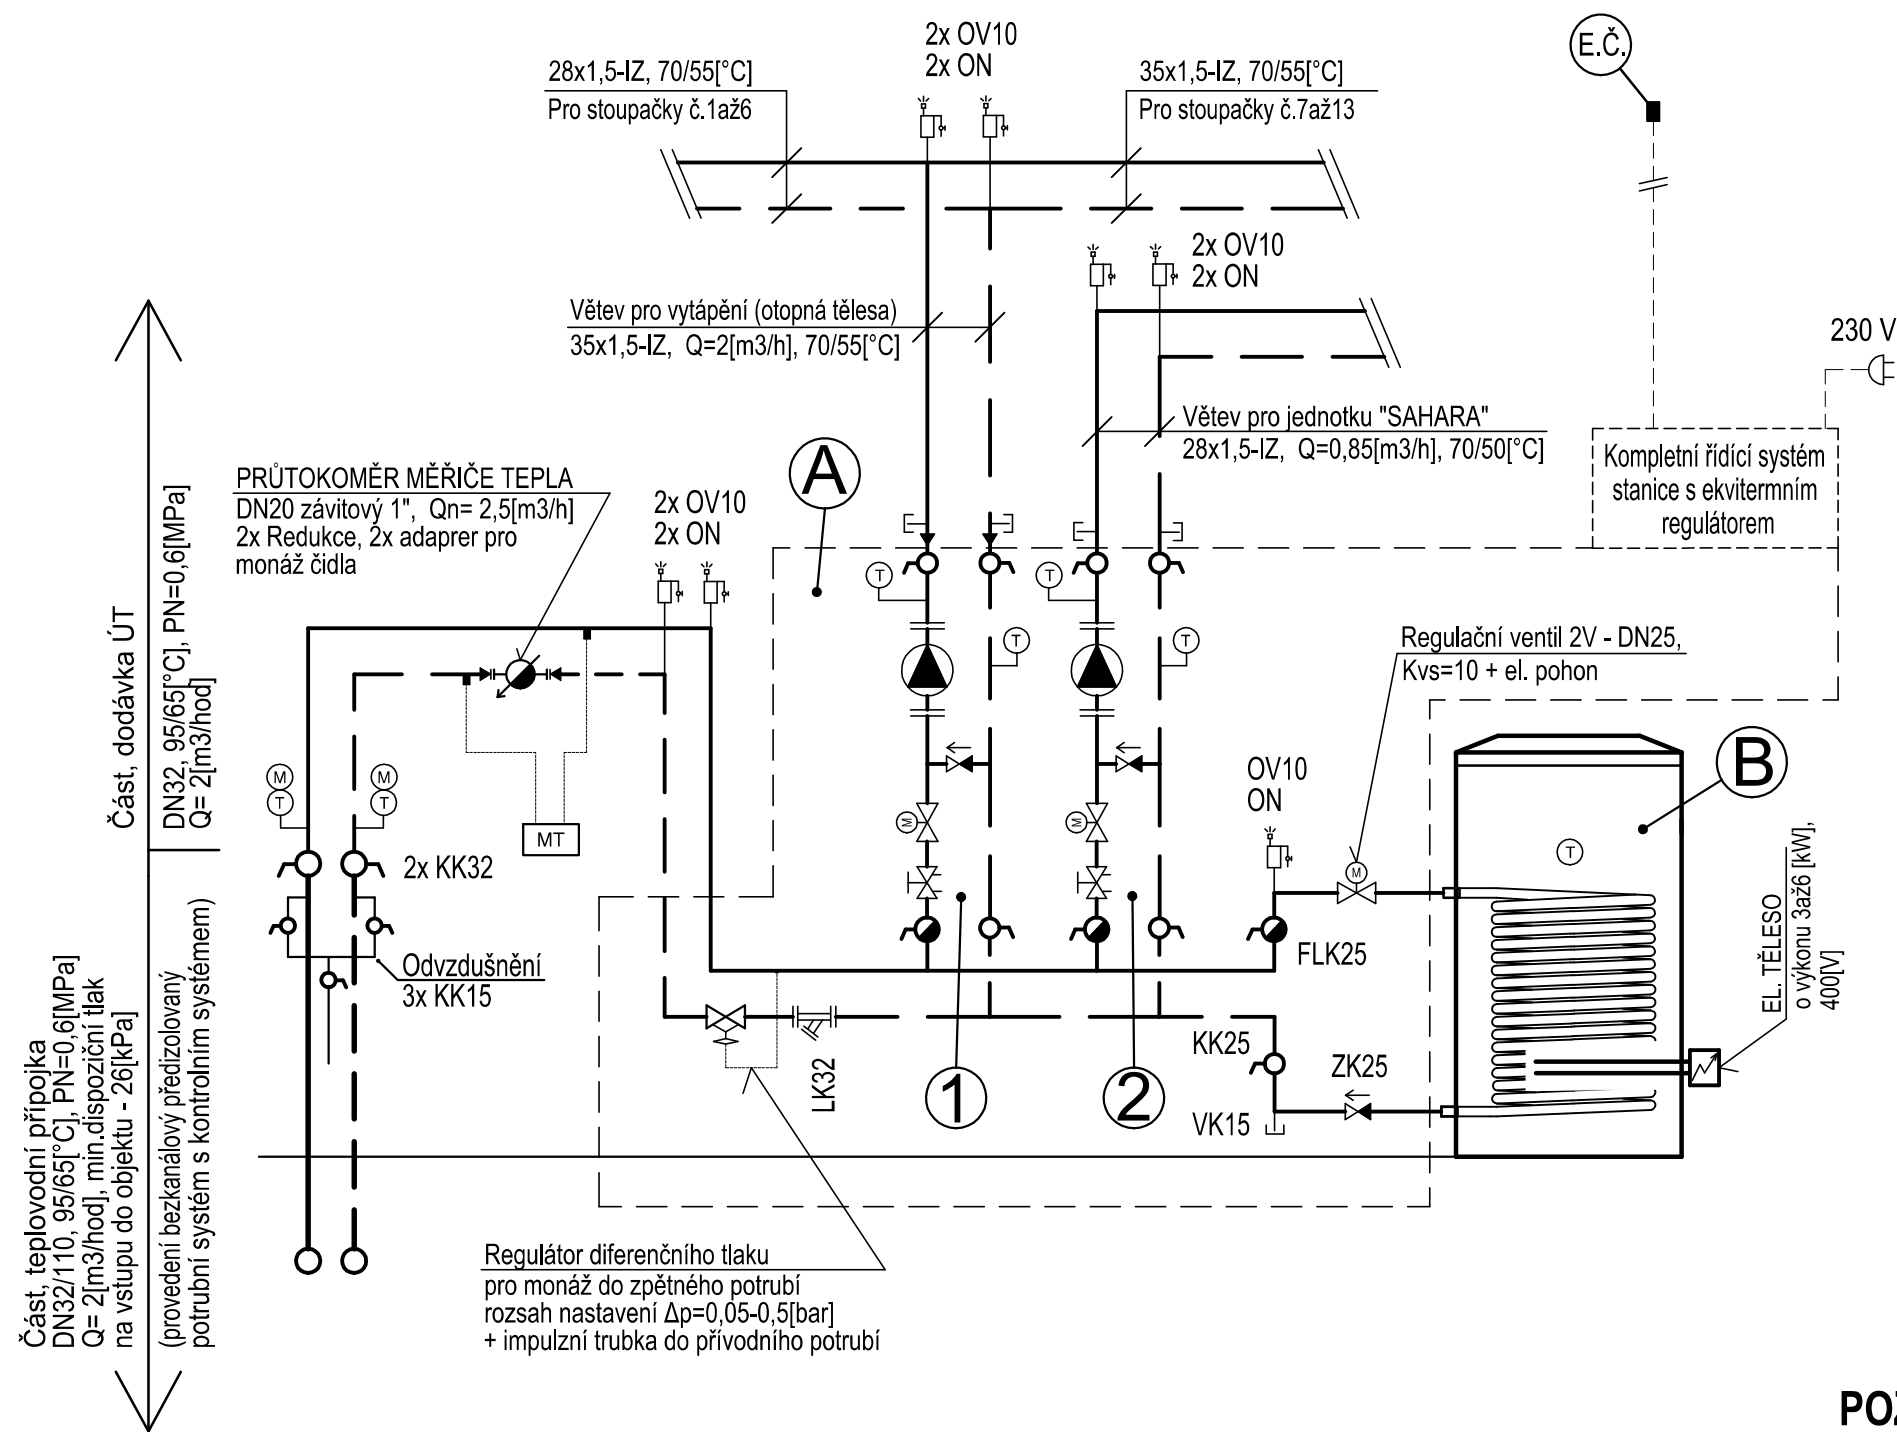 2x OV10
2x ON
28x1,5-IZ, 70/55[°C]
Pro stoupačky č.1až6
35x1,5-IZ, 70/55[°C]
Pro stoupačky č.7až13
E.Č.
2x OV10
2x ON
Větev pro vytápění (otopná tělesa)
35x1,5-IZ, Q=2[m3/h], 70/55[°C]
230 V
Větev pro jednotku "SAHARA"
28x1,5-IZ, Q=0,85[m3/h], 70/50[°C]
Kompletní řídící systém
stanice s ekvitermním
regulátorem
A
PRŮTOKOMĚR MĚŘIČE TEPLA
DN20 závitový 1", Qn= 2,5[m3/h]
2x Redukce, 2x adaprer pro
monáž čidla
2x OV10
2x ON
T
T
T
T
Regulační ventil 2V - DN25,
Kvs=10 + el. pohon
Část, dodávka ÚT
DN32, 95/65[°C], PN=0,6[MPa]
Q= 2[m3/hod]
M
T
M
T
MT
M
M
OV10
ON
M
B
T
2x KK32
FLK25
Odvzdušnění
3x KK15
EL. TĚLESO
o výkonu 3až6 [kW],
400[V]
LK32
KK25
ZK25
VK15
1
2
Část, teplovodní přípojka
DN32/110, 95/65[°C], PN=0,6[MPa]
Q= 2[m3/hod], min.dispoziční tlak
na vstupu do objektu - 26[kPa]
(provedení bezkanálový předizolovaný
potrubní systém s kontrolním systémem)
Regulátor diferenčního tlaku
pro monáž do zpětného potrubí
rozsah nastavení Δp=0,05-0,5[bar]
+ impulzní trubka do přívodního potrubí